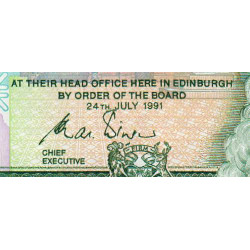 AT THEIR HEAD OFFICE HERE IN EDINBURGH
BY ORDER OF THE BOARD
24TH JULY 1991
CHIEF
EXECUTIVE